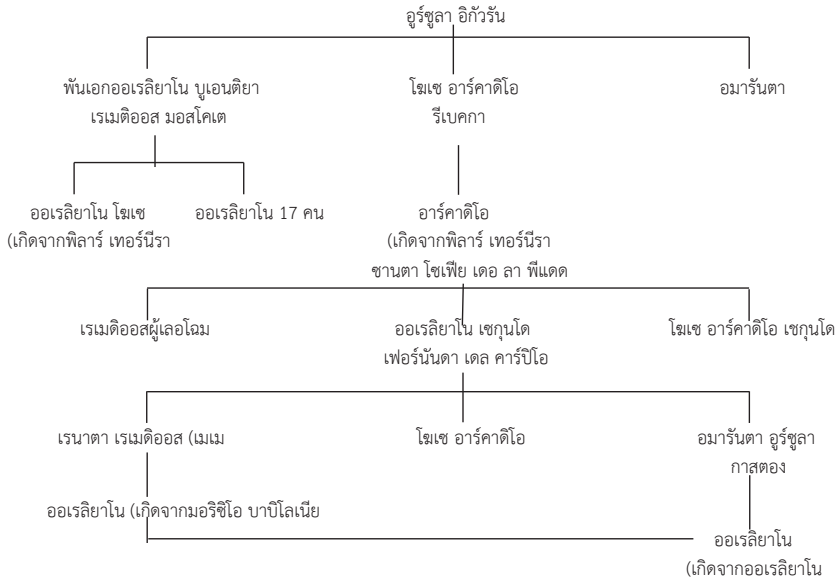 อูร์ซูลา อิกัวรัน
พันเอกออเรลิยาโน บูเอนติยา
เรเมติออส มอสโคเต
โฆเซ อาร์คาดิโอ
รีเบคกา
อมารันตา
ออเรลิยาโน โฆเซ
(เกิดจากพิลาร์ เทอร์นีรา
ออเรลิยาโน 17 คน
อาร์คาดิโอ
(เกิดจากพิลาร์ เทอร์นีรา
ซานตา โซเฟีย เดอ ลา พีแดด
เรเมดิออสผู้เลอโฉม
ออเรลิยาโน เซกุนโด
เฟอร์นันดา เดล คาร์ปิโอ
โฆเซ อาร์คาดิโอ เซกุนโด
เรนาตา เรเมดิออส (เมเม
โฆเซ อาร์คาดิโอ
อมารันตา อูร์ซูลา
กาสตอง
ออเรลิยาโน (เกิดจากมอริซิโอ บาบิโลเนีย
ออเรลิยาโน
(เกิดจากออเรลิยาโน